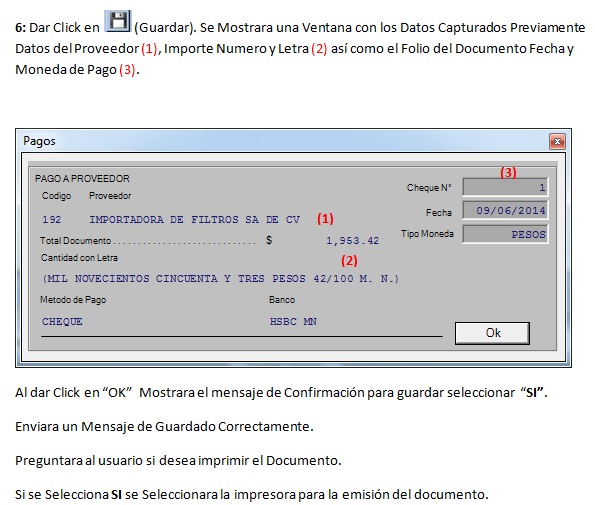 6: Dar Click en (Guardar). Se Mostrara una Ventana con los Datos Capturados Previamente
Datos del Proveedor (1), Importe Numero y Letra (2) así como el Folio del Documento Fecha y
Moneda de Pago (3).
Pagos
PAGO A PROVEEDOR
(3)
Codigo Proveedor
Cheque N° 1
192 IMPORTADORA DE FILTROS SA DE CV (1)
Fecha 09/06/2014
Total Documento............................ $ 1,953.42
Tipo Moneda PESOS
Cantidad con Letra
(2)
(MIL NOVECIENTOS CINCUENTA Y TRES PESOS 42/100 M. N.)
Metodo de Pago Banco
CHEQUE HSBC MN
Ok
Al dar Click en “OK” Mostrara el mensaje de Confirmación para guardar seleccionar “SI”.
Enviara un Mensaje de Guardado Correctamente.
Preguntara al usuario si desea imprimir el Documento.
Si se Selecciona SI se Seleccionara la impresora para la emisión del documento.